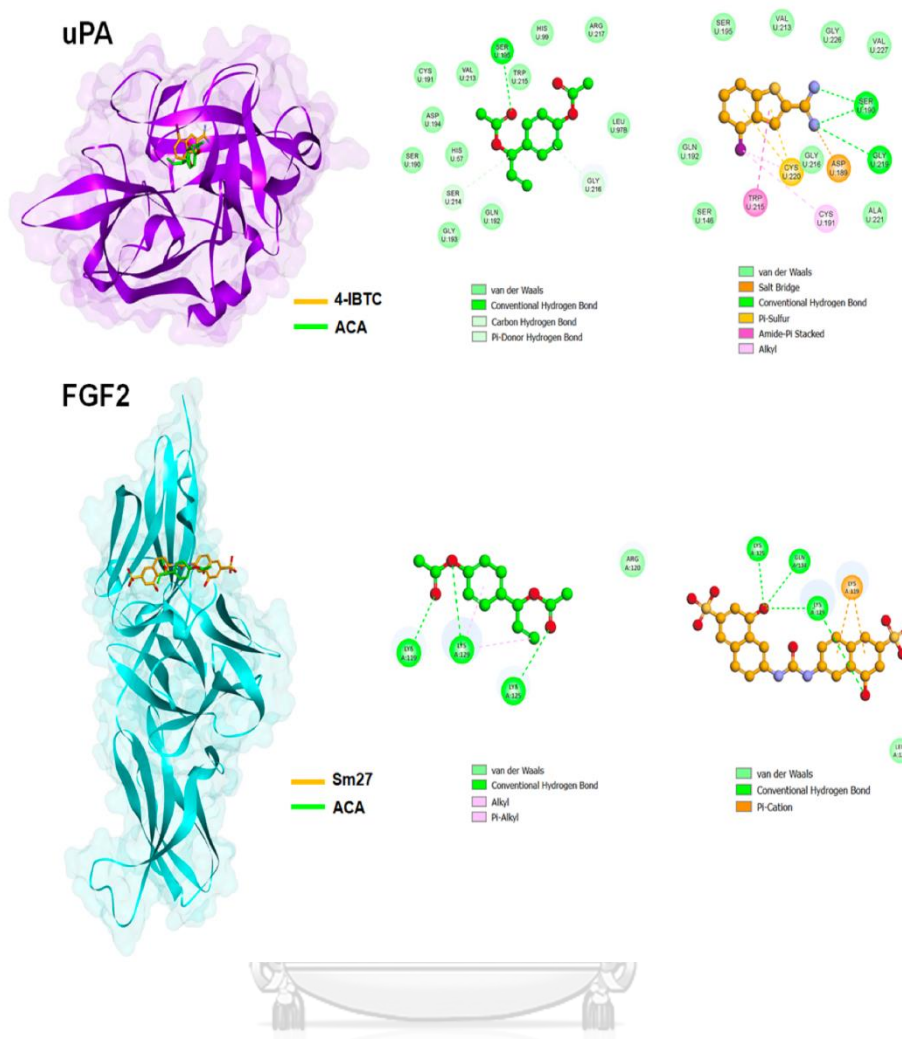 uPA
4-IBTC
ACA
HIS
U:99
ARG
U:217
SER
U:195
CYS
U:191
VAL
U:213
TRP
U:215
ASP
U:194
LEU
U:97B
SER
U:190
HIS
U:57
SER
U:214
GLY
U:216
GLN
U:192
GLY
U:193
van der Waals
Conventional Hydrogen Bond
Carbon Hydrogen Bond
Pi-Donor Hydrogen Bond
SER
U:195
VAL
U:213
GLY
U:226
VAL
U:227
SER
U:190
GLN
U:192
GLY
U:216
CYS
U:220
ASP
U:189
GLY
U:219
SER
U:146
TRP
U:215
CYS
U:191
ALA
U:221
van der Waals
Salt Bridge
Conventional Hydrogen Bond
Pi-Sulfur
Amide-Pi Stacked
Alkyl
FGF2
Sm27
ACA
ARG
A:120
LYS
LYS
A:129
LYS
A:125
van der Waals
Conventional Hydrogen Bond
Alkyl
Pi-Alkyl
LYS
GLN
LYS
LYS
van der Waals
Conventional Hydrogen Bond
Pi-Cation